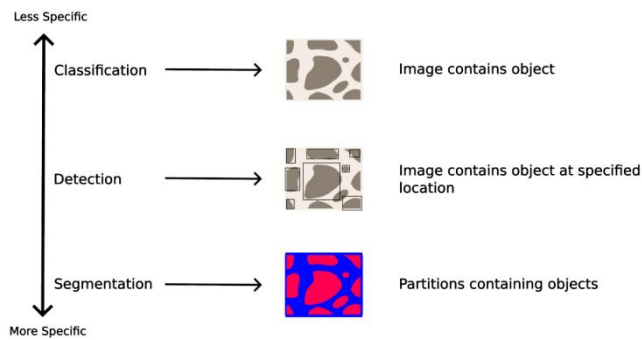 Less Specific
Classification
Image contains object
Detection
Image contains object at specified
location
Segmentation
Partitions containing objects
More Specific